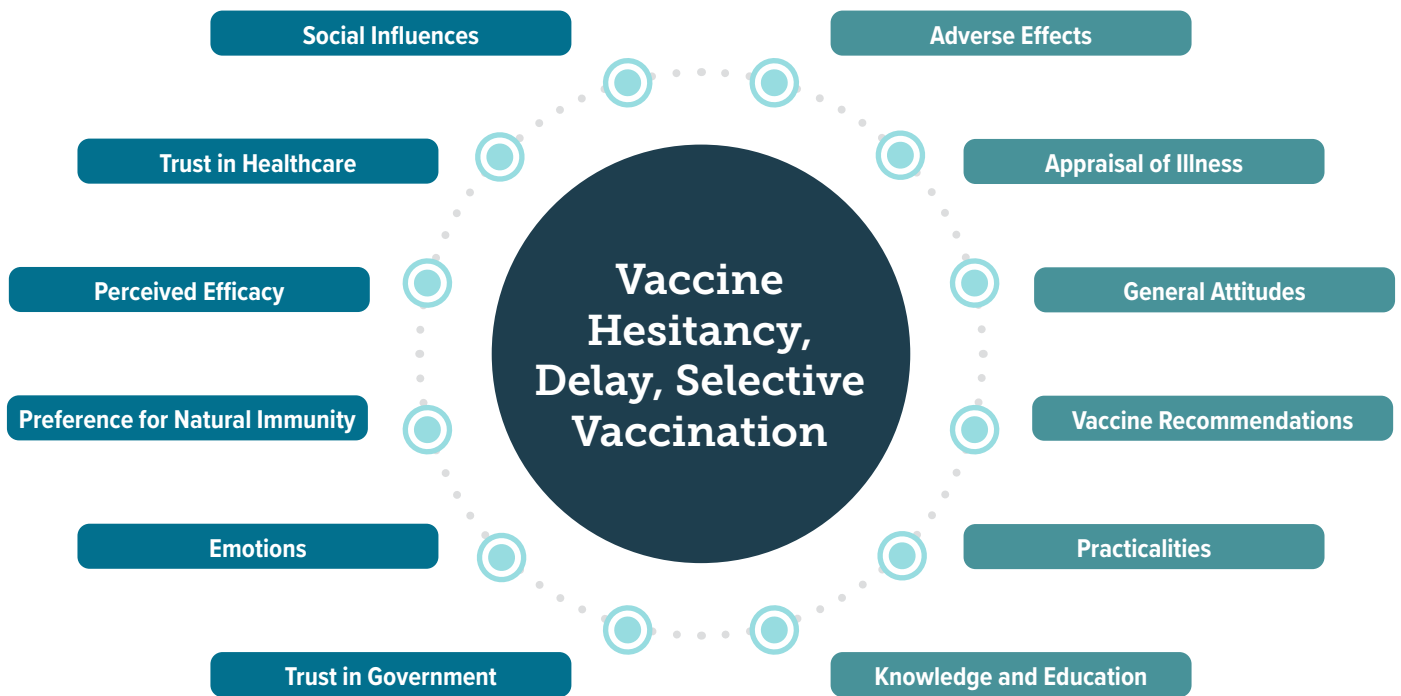 Social Influences
Adverse Effects
Trust in Healthcare
Appraisal of Illness
Perceived Efficacy
General Attitudes
Vaccine
Hesitancy,
Delay, Selective
Vaccination
Preference for Natural Immunity
Vaccine Recommendations
Emotions
Practicalities
Trust in Government
Knowledge and Education